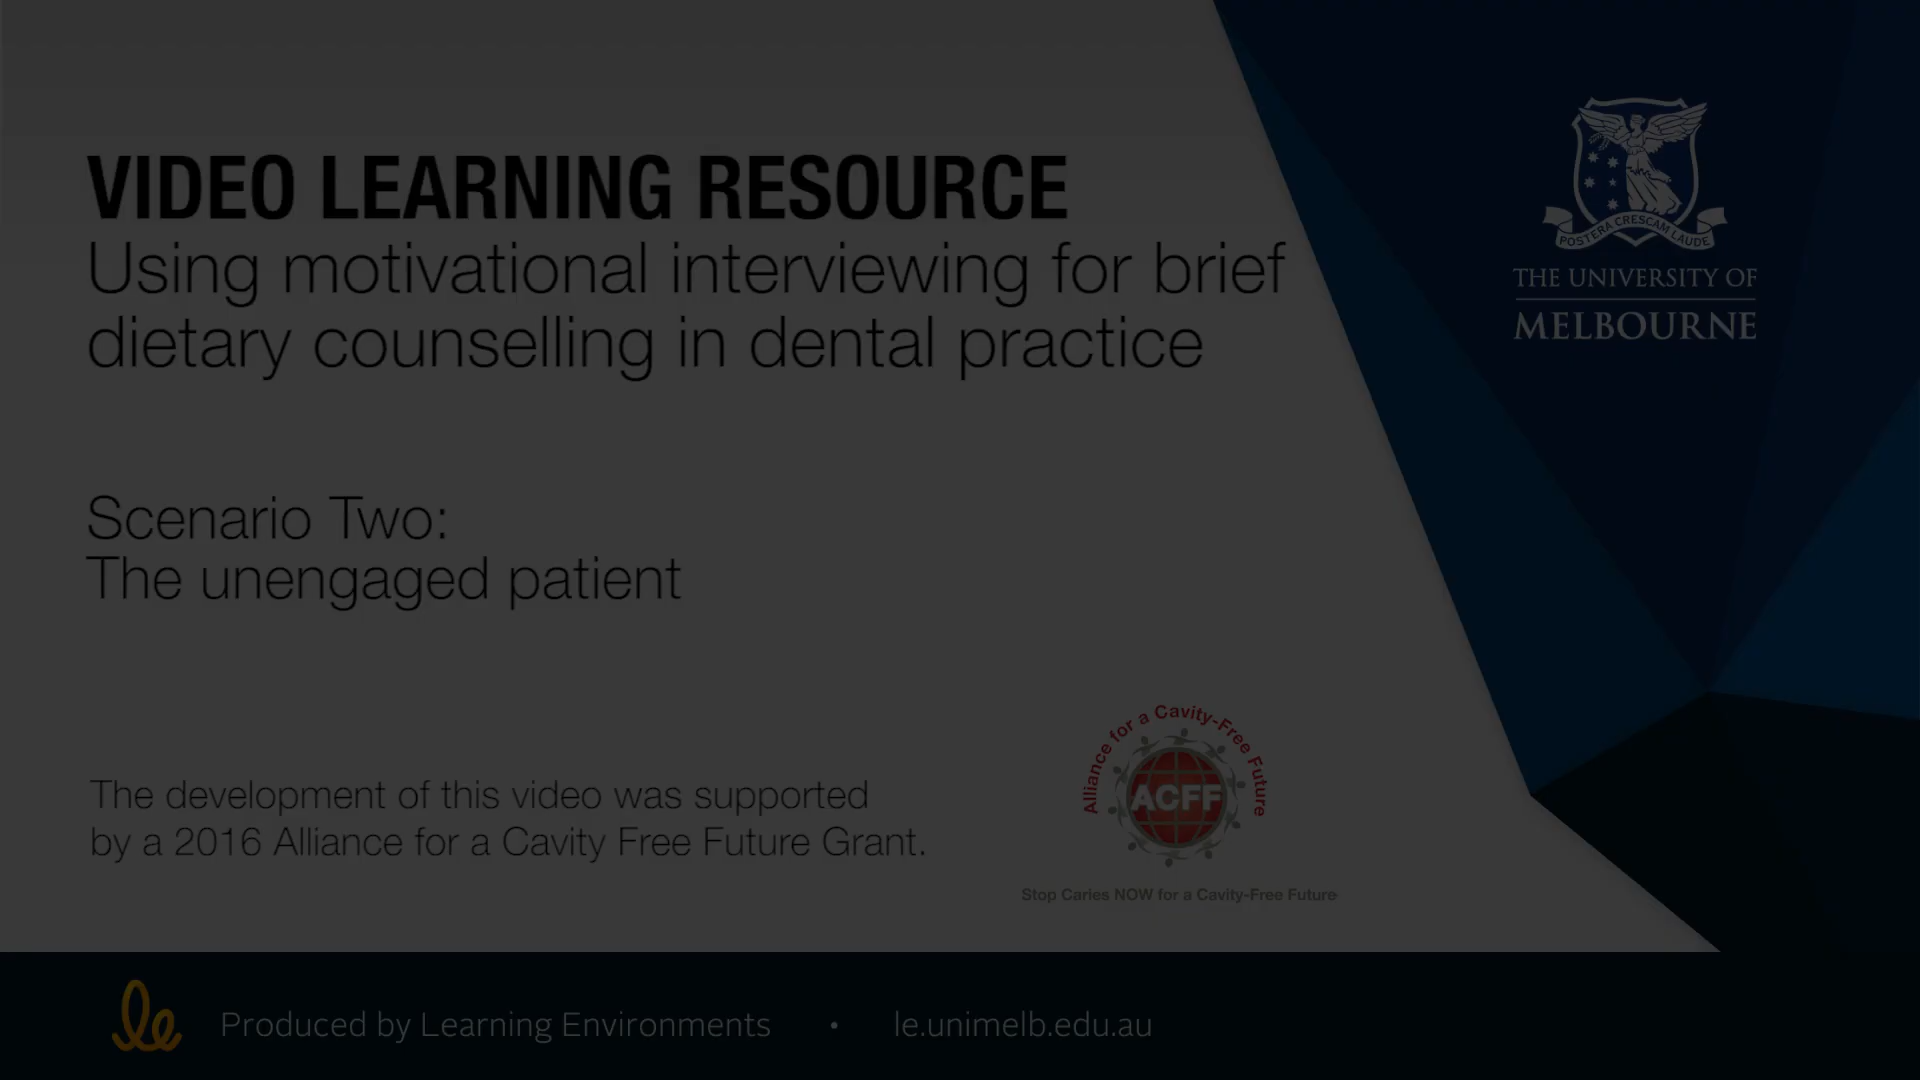 VIDEO LEARNING RESOURCE
Using motivational interviewing for brief
dietary counselling in dental practice
Scenario Two:
The unengaged patient
The development of this video was supported
by a 2016 Alliance for a Cavity Free Future Grant.
POSTERA CRESCAM LAUDE
THE UNIVERSITY OF
MELBOURNE
Alliance for a Cavity-Free Future
ACFF
Stop Caries NOW for a Cavity-Free Future
le
Produced by Learning Environments • le.unimelb.edu.au